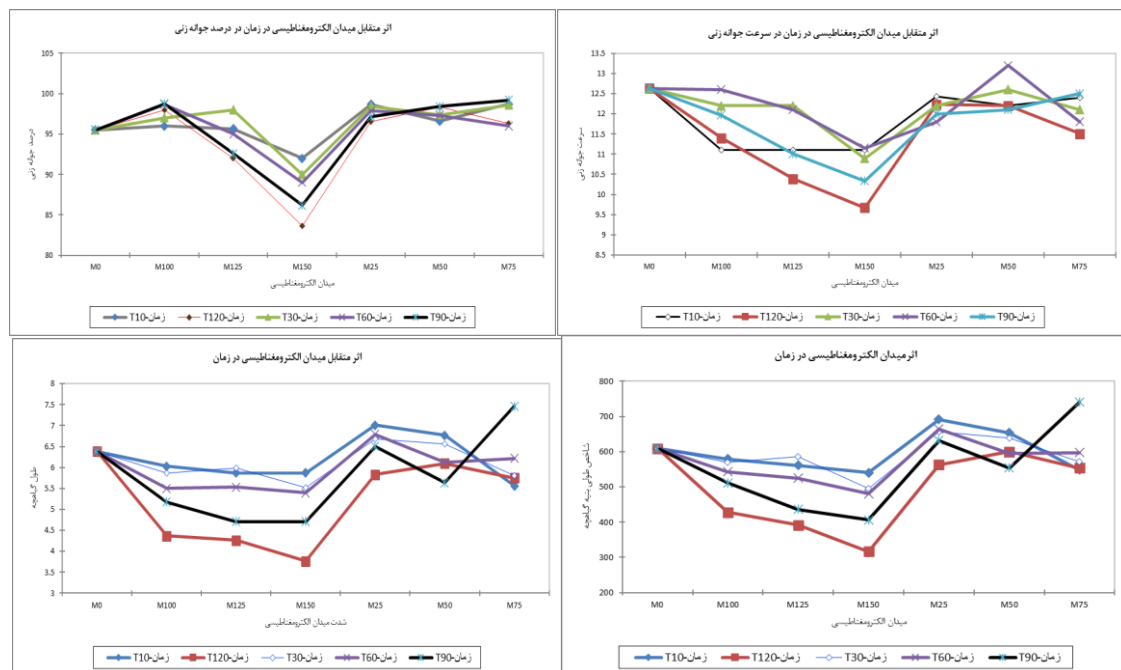 اثر متقابل میدان الکترومغناطیسی در زمان در درصد جوانه زنی
درصد جوانه زنی
105
100
95
90
85
80
M0 M100 M125 M150 M25 M50 M75
میدان الکترومغناطیسی
زمان-T10 زمان-T120 زمان-T30 زمان-T60 زمان-T90
اثر متقابل میدان الکترومغناطیسی در زمان در سرعت جوانه زنی
سرعت جوانه زنی
13.5
13
12.5
12
11.5
11
10.5
10
9.5
9
8.5
M0 M100 M125 M150 M25 M50 M75
میدان الکترومغناطیسی
زمان-T10 زمان-T120 زمان-T30 زمان-T60 زمان-T90
اثر متقابل میدان الکترومغناطیسی در زمان
طول گیاهچه
8
7.5
7
6.5
6
5.5
5
4.5
4
3.5
3
M0 M100 M125 M150 M25 M50 M75
شدت میدان الکترومغناطیسی
زمان-T10 زمان-T120 زمان-T30 زمان-T60 زمان-T90
اثرمیدان الکترومغناطیسی در زمان
شاخص طولی بنیه گیاهچه
800
700
600
500
400
300
200
M0 M100 M125 M150 M25 M50 M75
میدان الکترومغناطیسی
زمان-T10 زمان-T120 زمان-T30 زمان-T60 زمان-T90